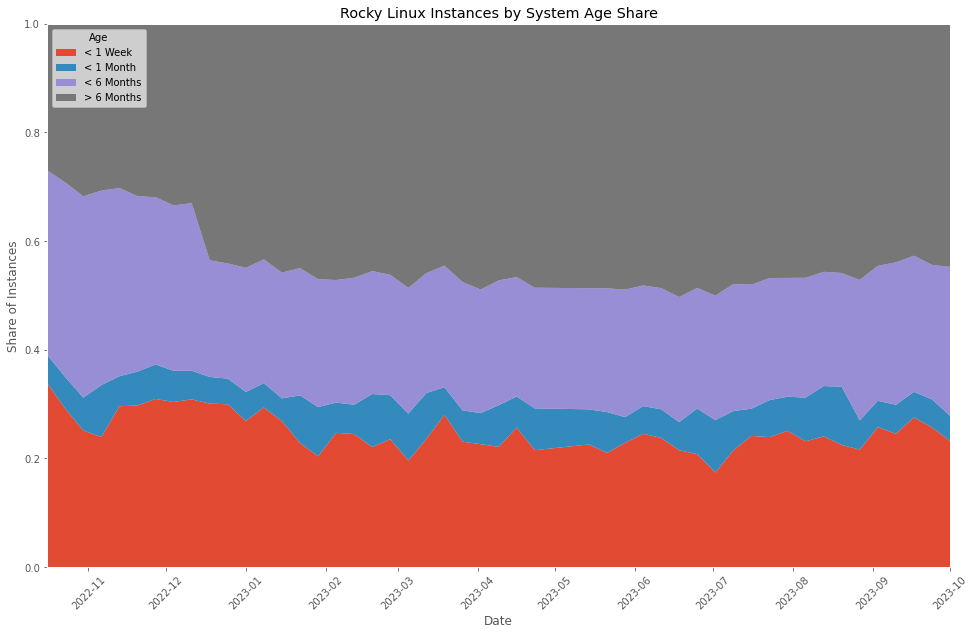 Rocky Linux Instances by System Age Share
Share of Instances
1.0
0.8
0.6
0.4
0.2
0.0
Age
< 1 Week
< 1 Month
< 6 Months
> 6 Months
2022-11
2022-12
2023-01
2023-02
2023-03
2023-04
2023-05
2023-06
2023-07
2023-08
2023-09
2023-10
Date